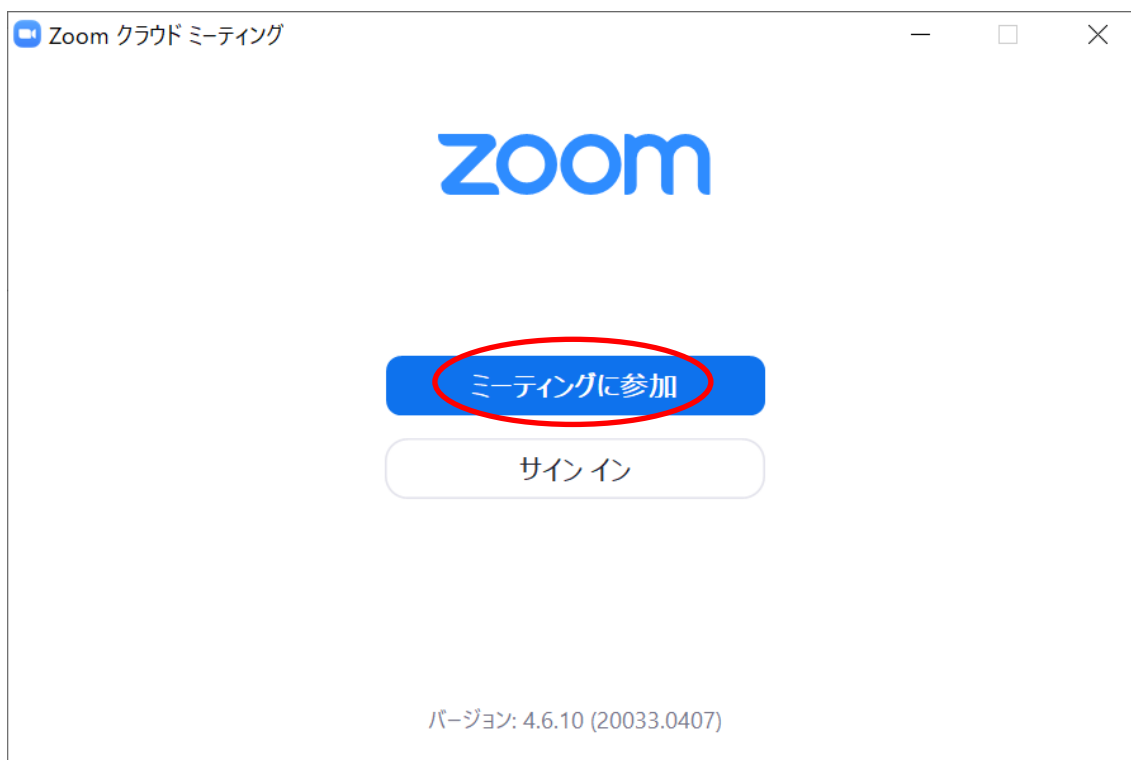 Zoom クラウド ミーティング
zoom
ミーティングに参加
サイン イン
バージョン: 4.6.10 (20033.0407)